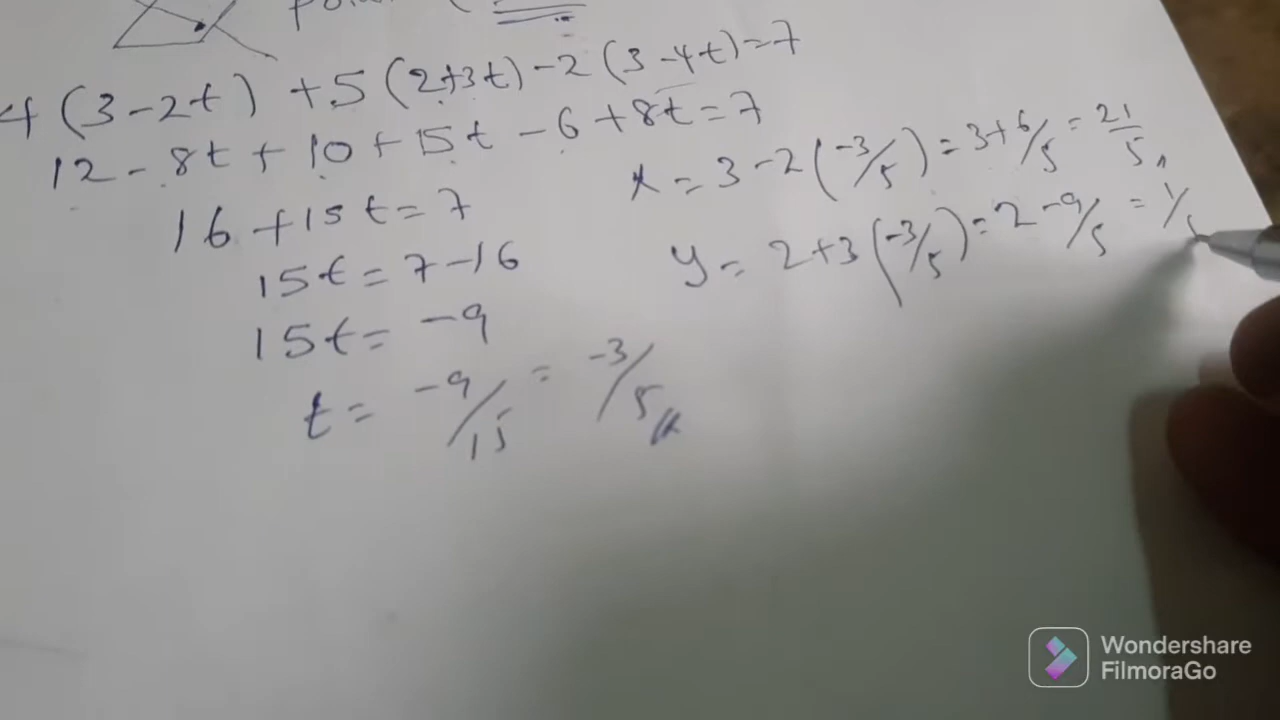 4 (3 - 2t) + 5 (2+3t) - 2 (3 - 4t) = 7
12 - 8t + 10 + 15t - 6 + 8t = 7
16 + 15t = 7
15t = 7 - 16
15t = -9
t = -9/15 = -3/5
x = 3 - 2(-3/5) = 3 + 6/5 = 21/5
y = 2+3(-3/5) = 2 - 9/5 = 1/5
Wondershare
FilmoraGo